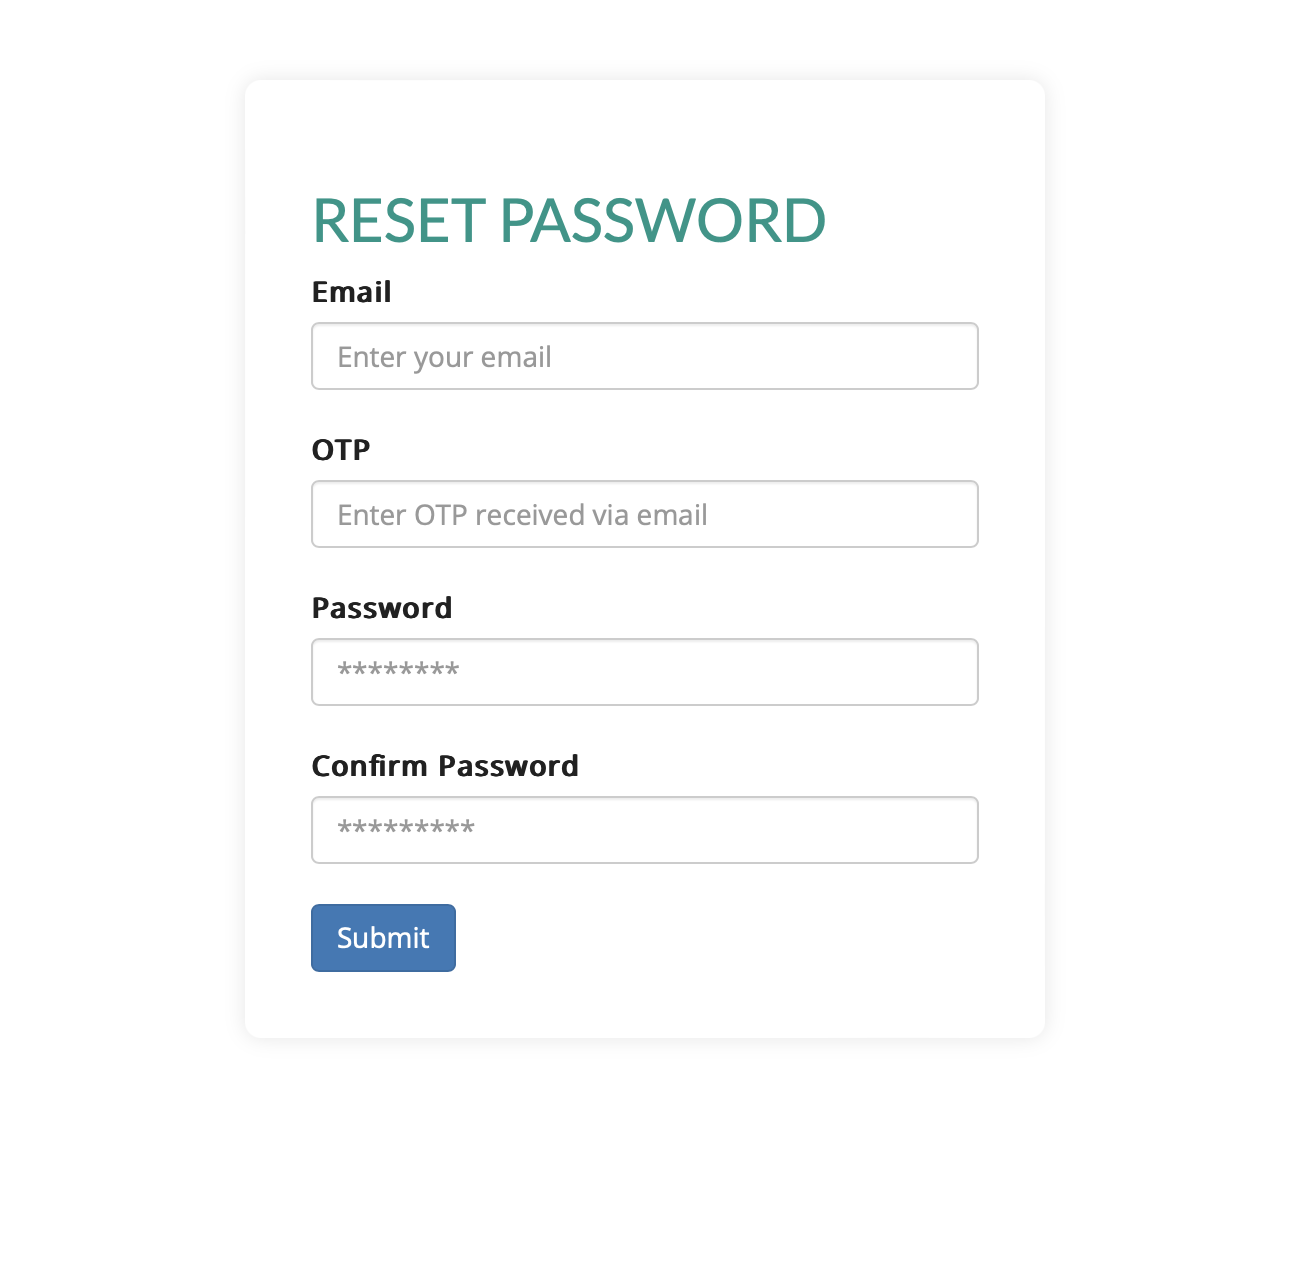 RESET PASSWORD
Email
Enter your email
OTP
Enter OTP received via email
Password
********
Confirm Password
*********
Submit